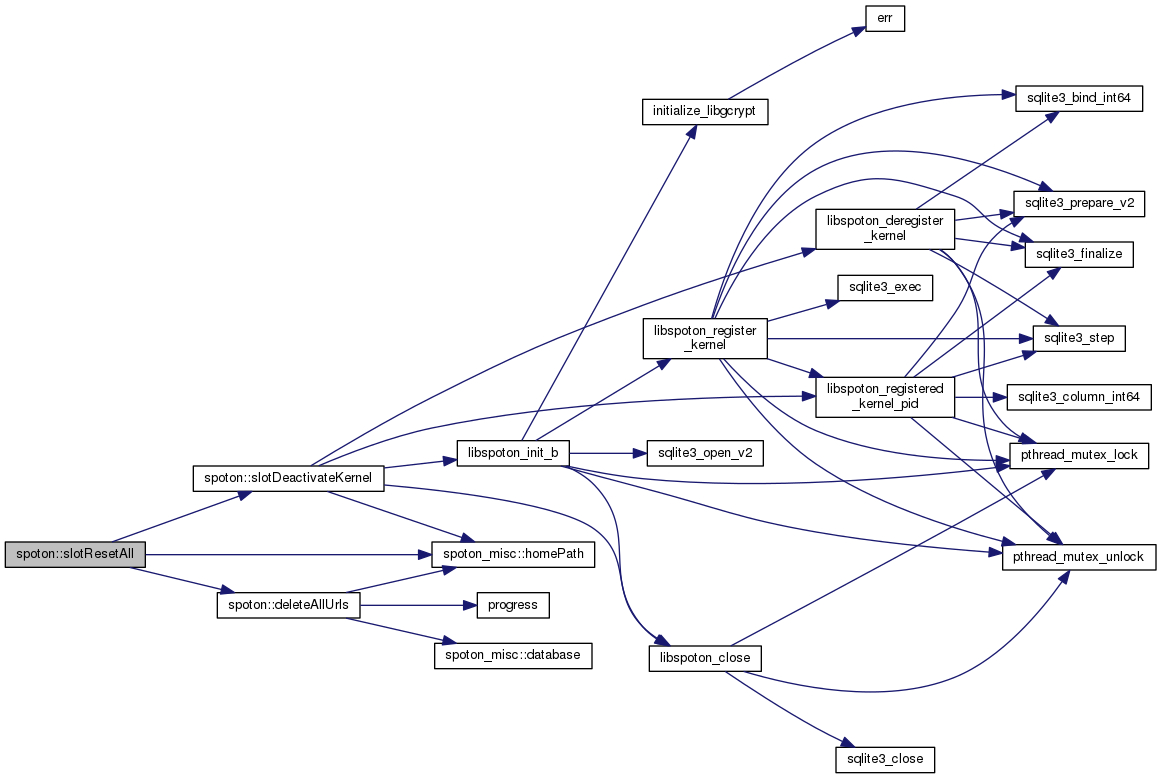 err
initialize_libgcrypt
sqlite3_bind_int64
sqlite3_prepare_v2
libspoton_deregister
_kernel
sqlite3_finalize
sqlite3_exec
libspoton_register
_kernel
sqlite3_step
libspoton_registered
_kernel_pid
sqlite3_column_int64
libspoton_init_b
sqlite3_open_v2
pthread_mutex_lock
spoton::slotDeactivateKernel
spoton::slotResetAll
spoton_misc::homePath
pthread_mutex_unlock
spoton::deleteAllUrls
progress
spoton_misc::database
libspoton_close
sqlite3_close